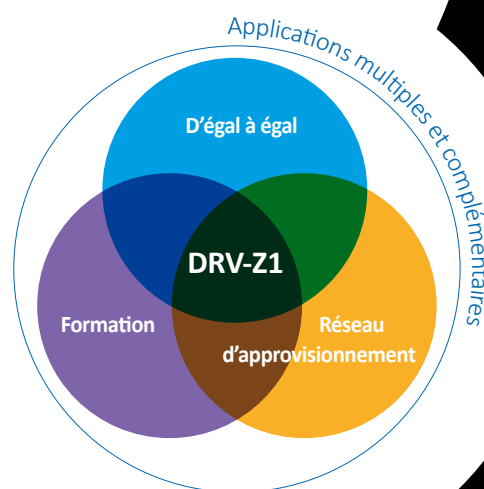 Applications multiples et complémentaires
D'égal à égal
DRV-Z1
Formation
Réseau
d'approvisionnement